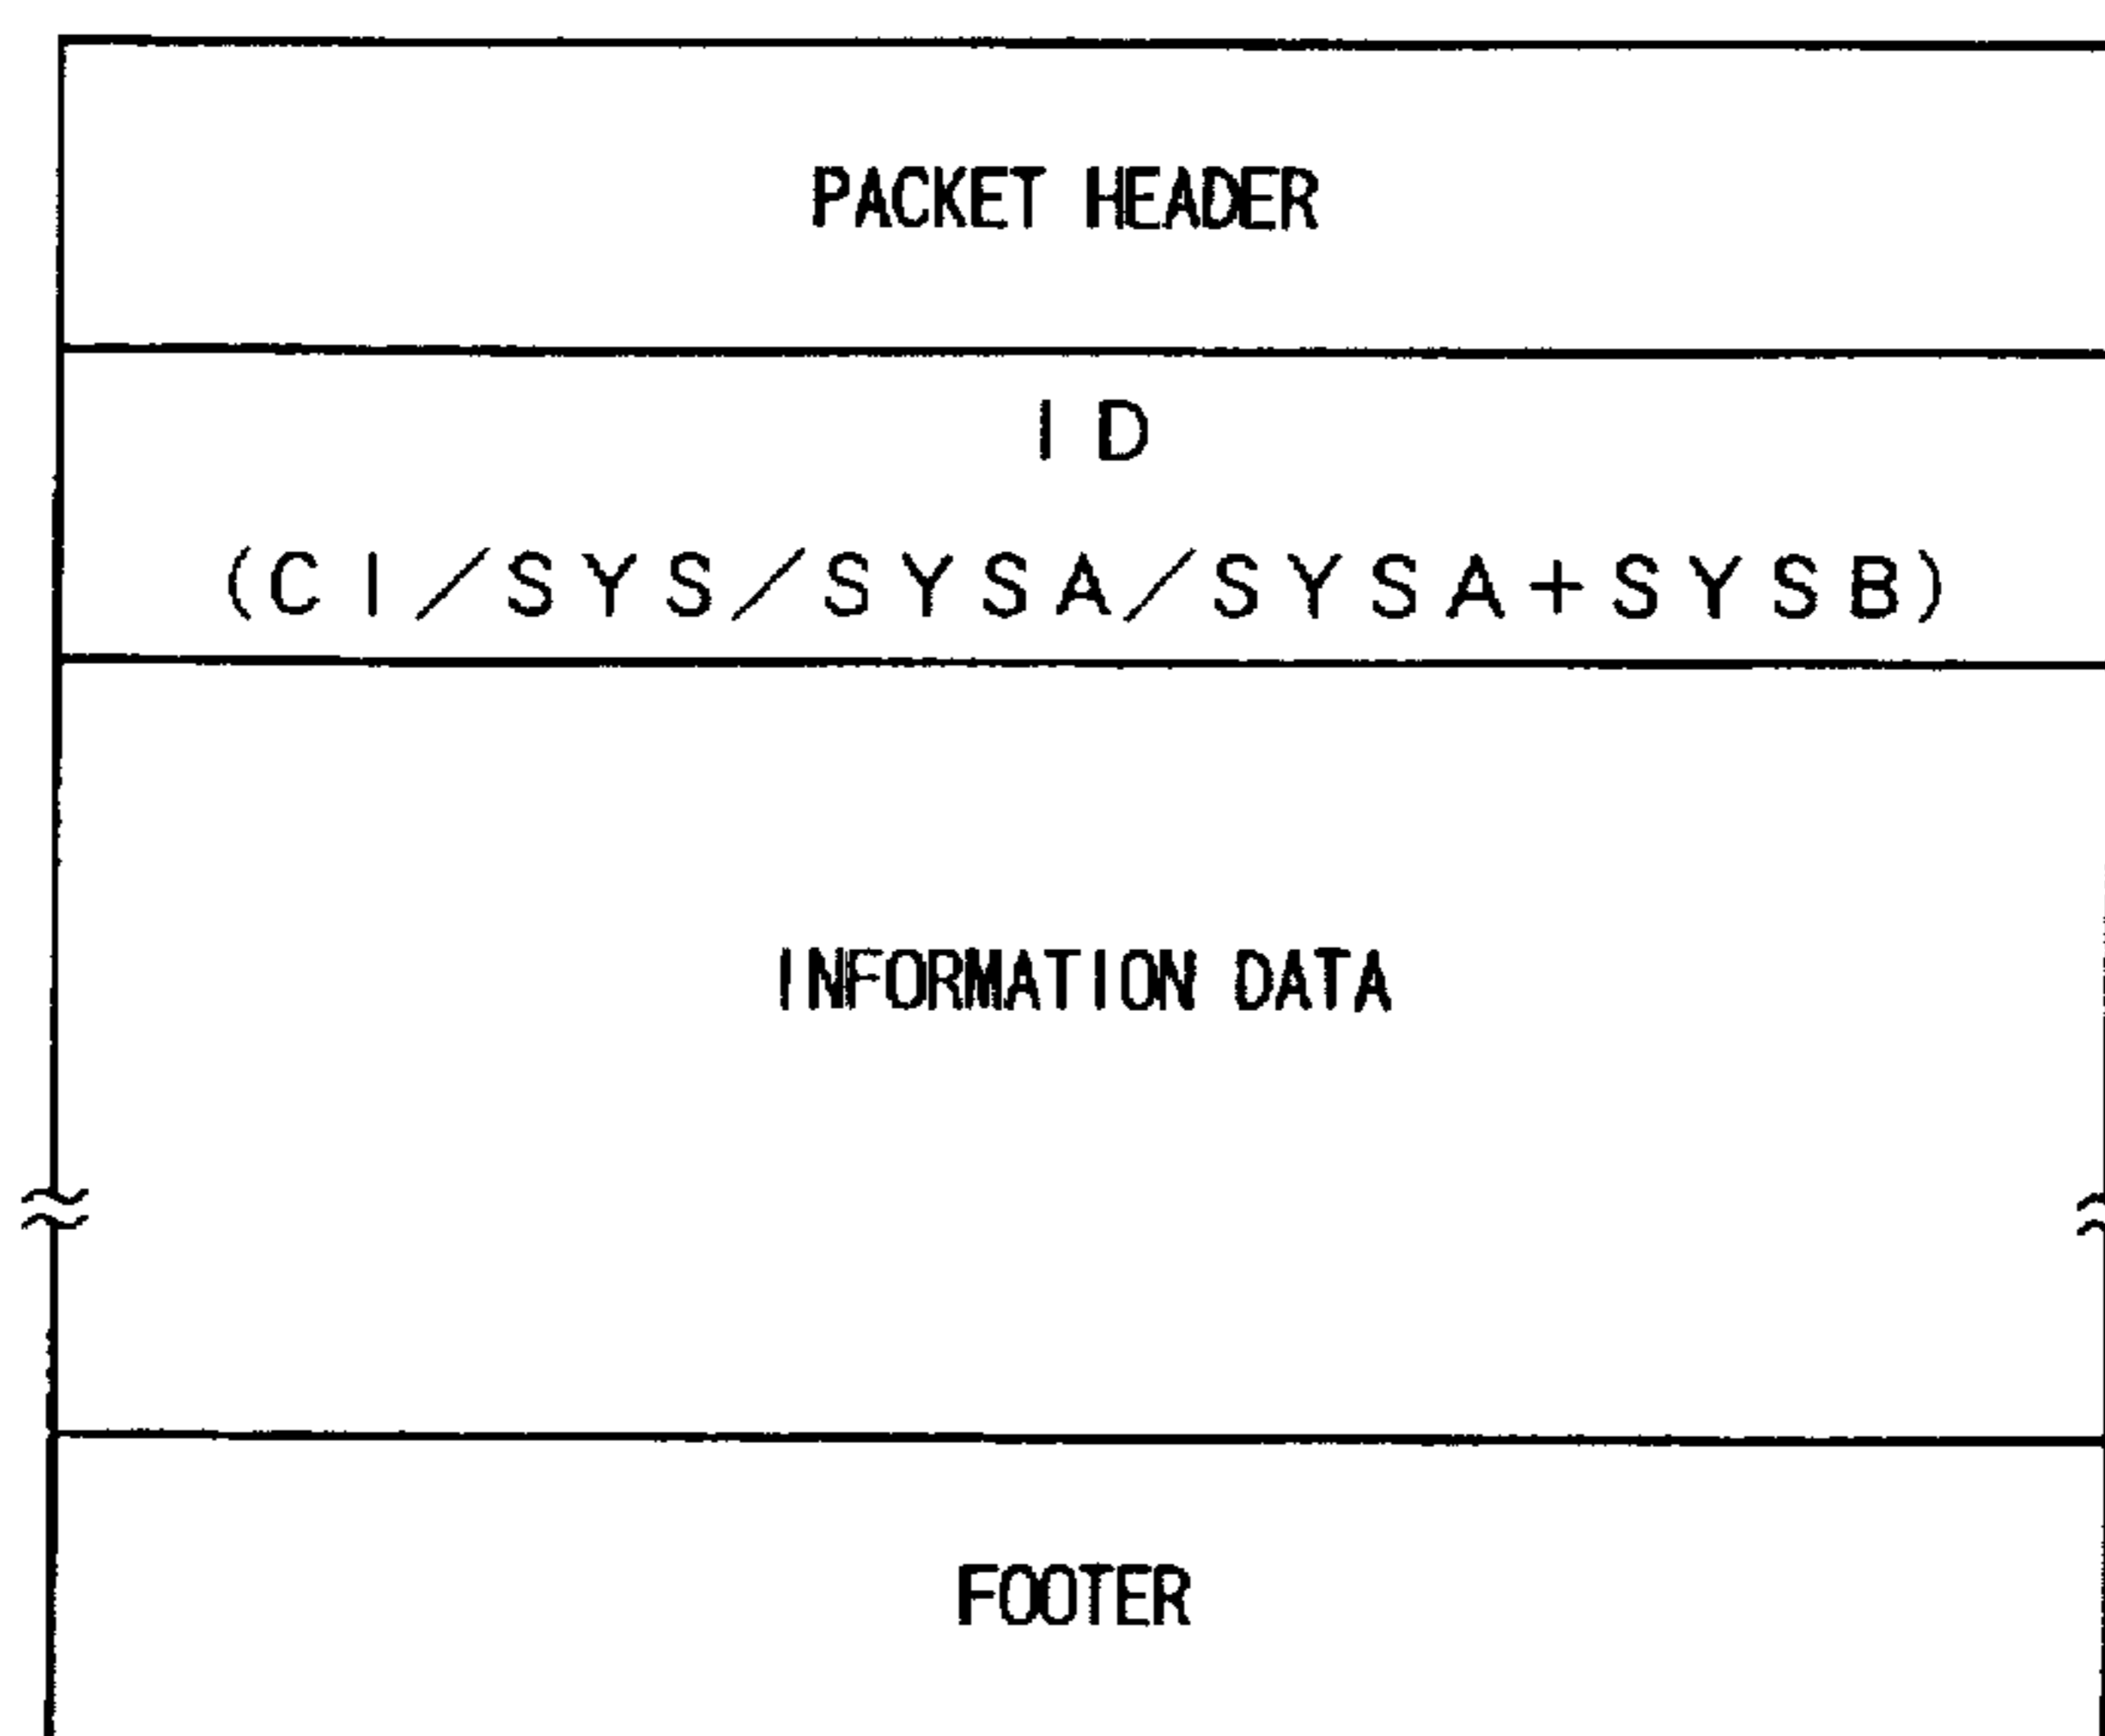 PACKET HEADER
ID
(CI/SYS/SYSA/SYSA+SYSB)
INFORMATION DATA
FOOTER